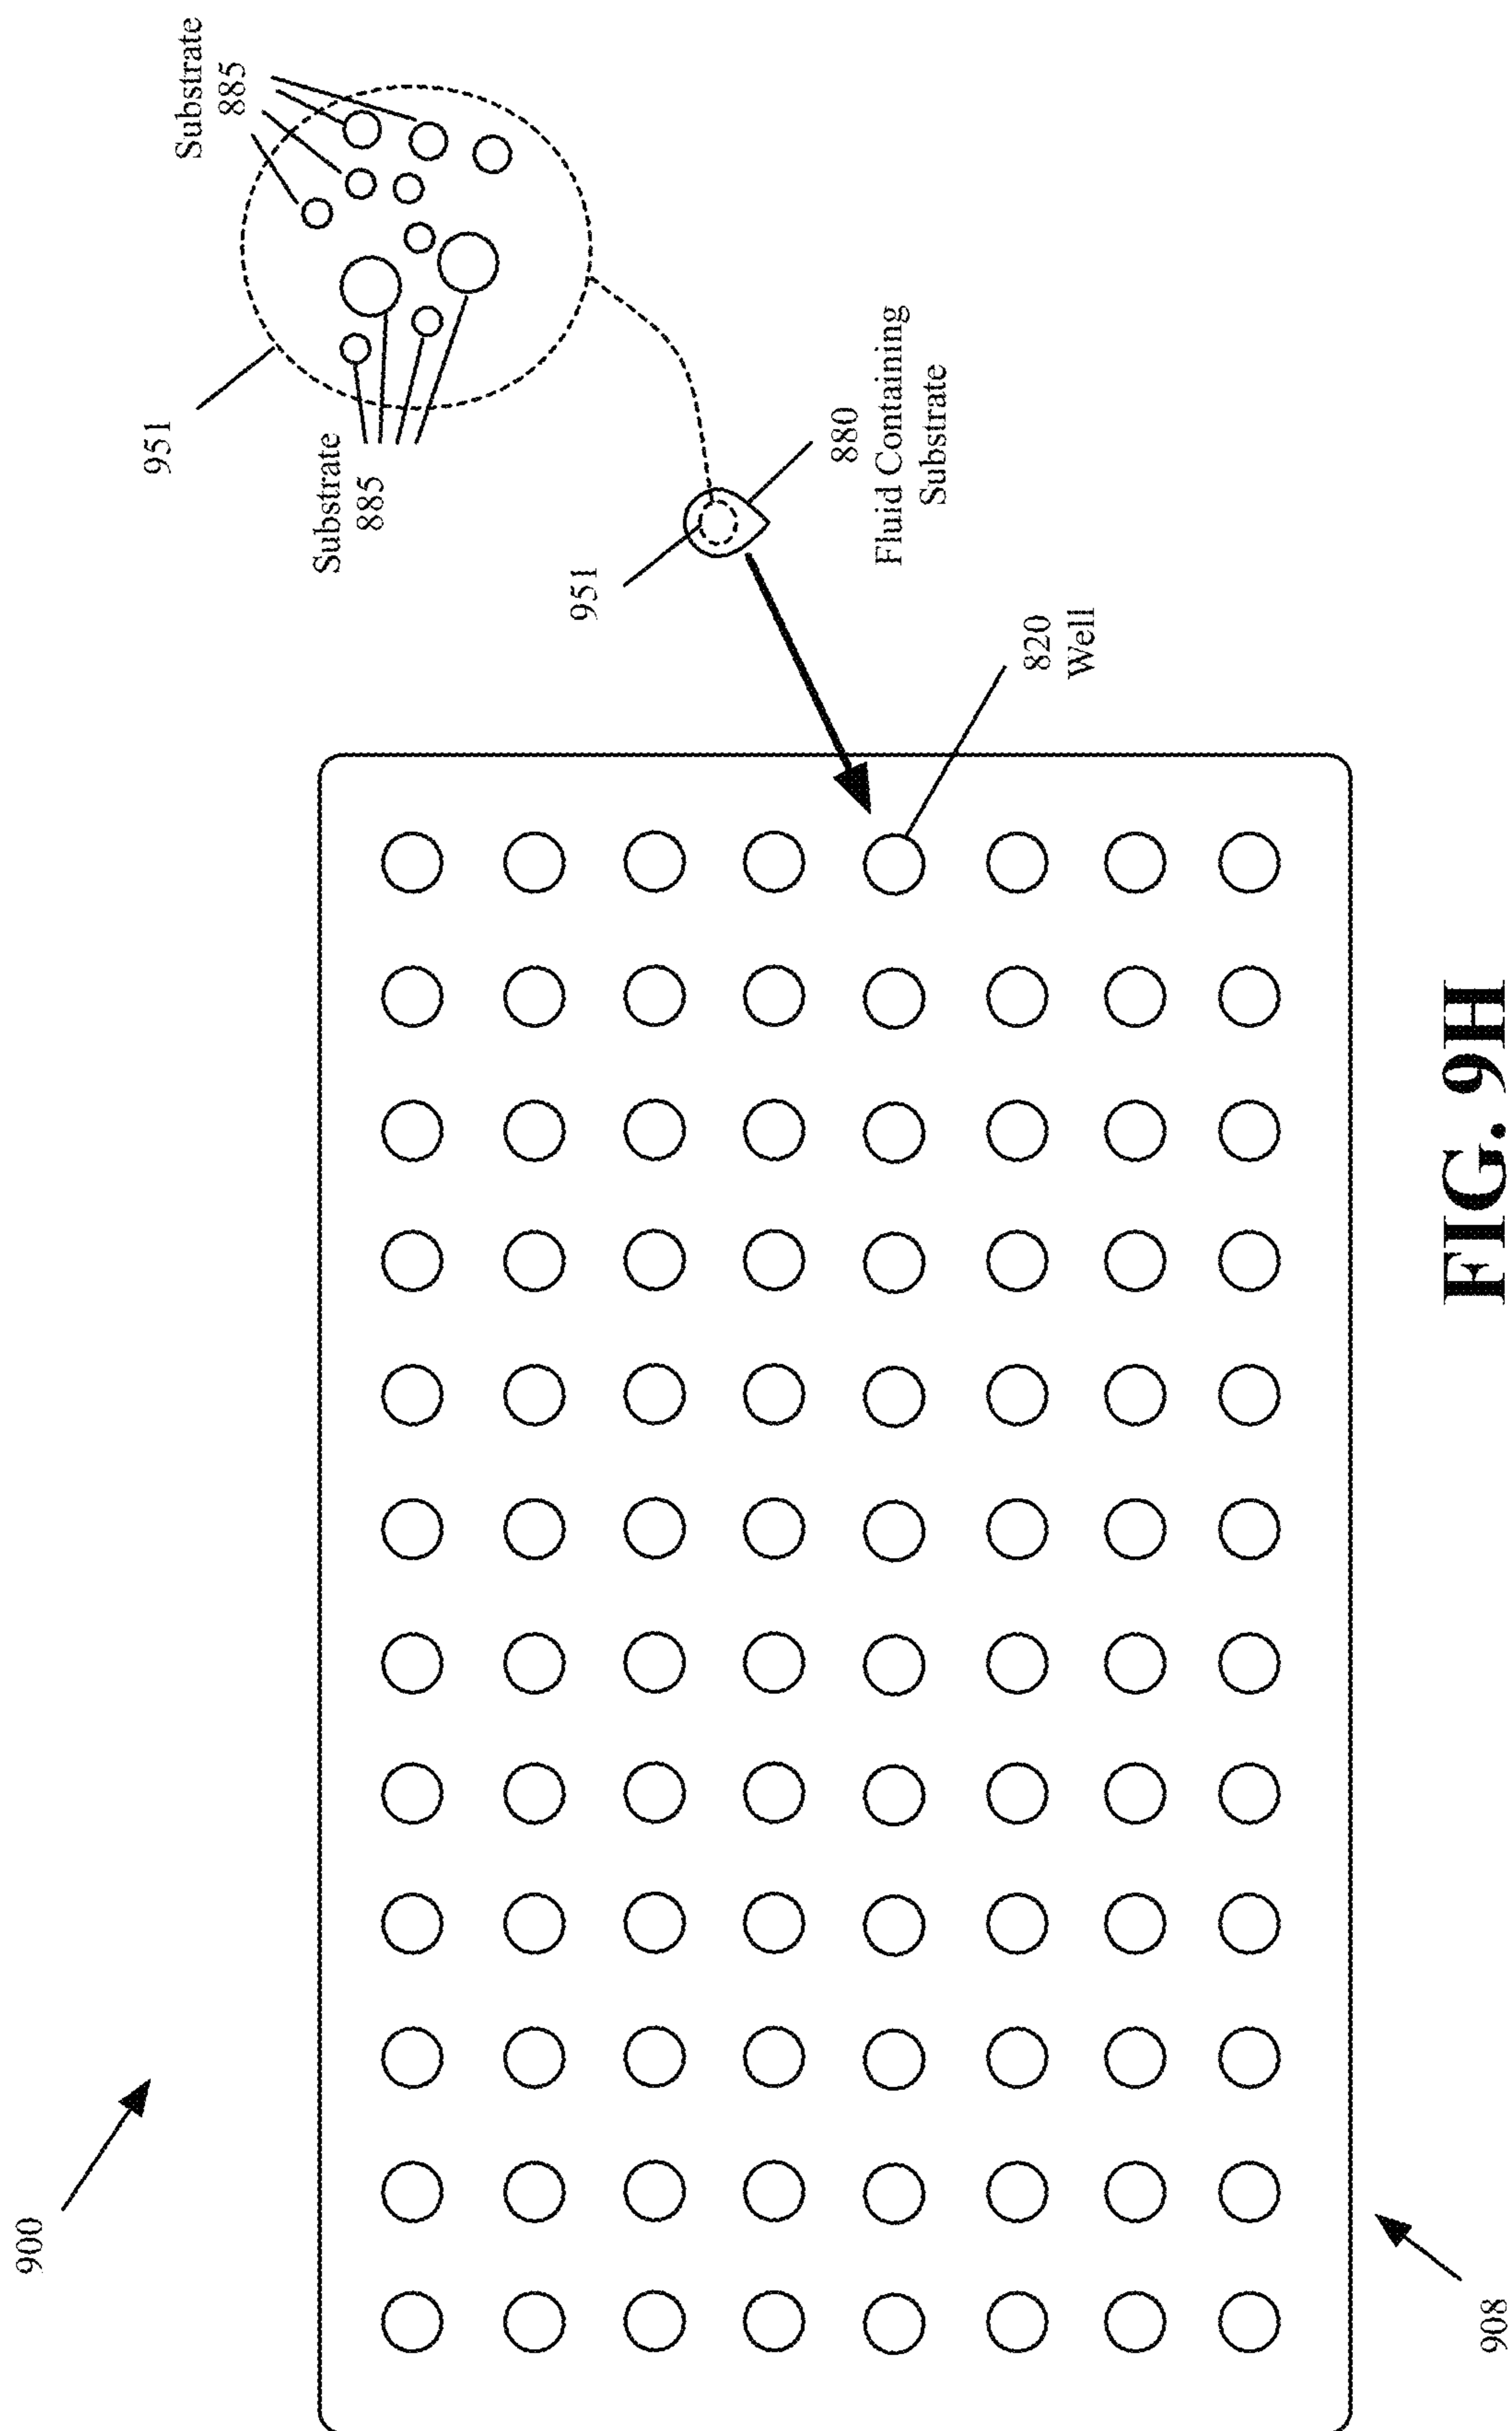 900
951
Substrate
885
Substrate
885
951
880
Fluid Containing
Substrate
820
Well
908
FIG. 9H